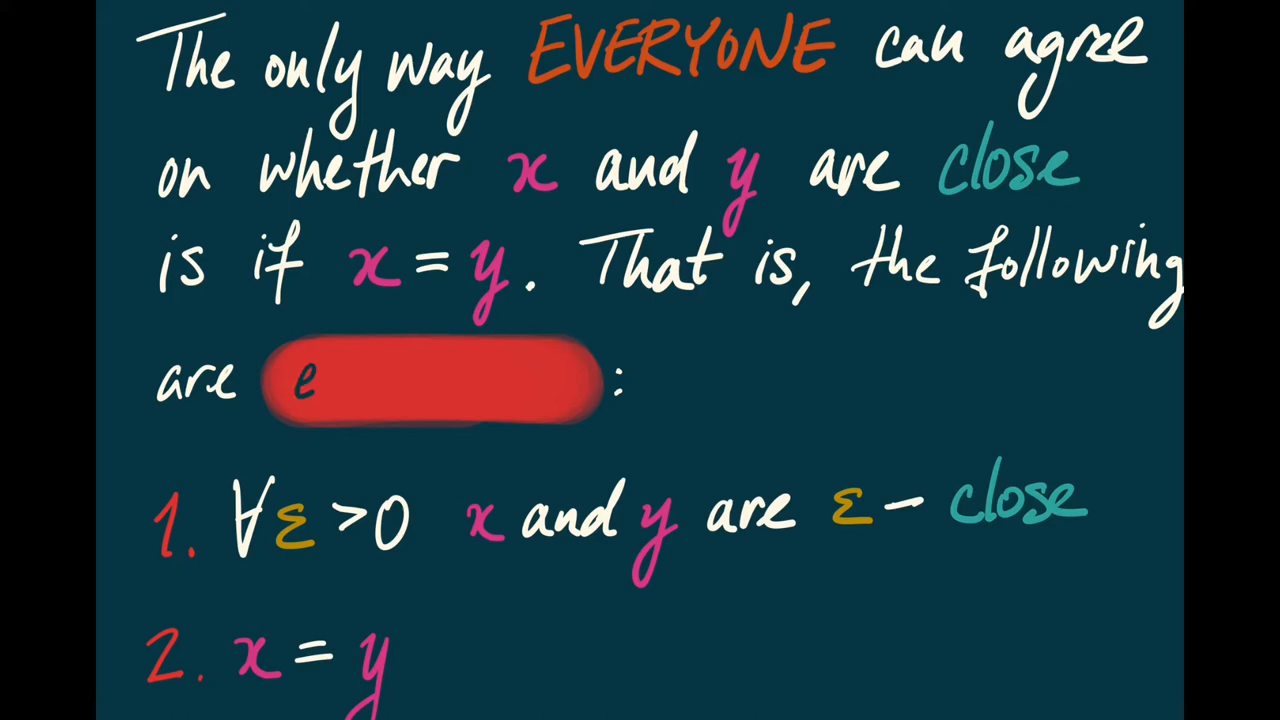 The only way EVERYONE can agree
on whether x and y are close
is if x = y. That is, the following
are e :
1. ∀ε > 0 x and y are ε - close
2. x = y